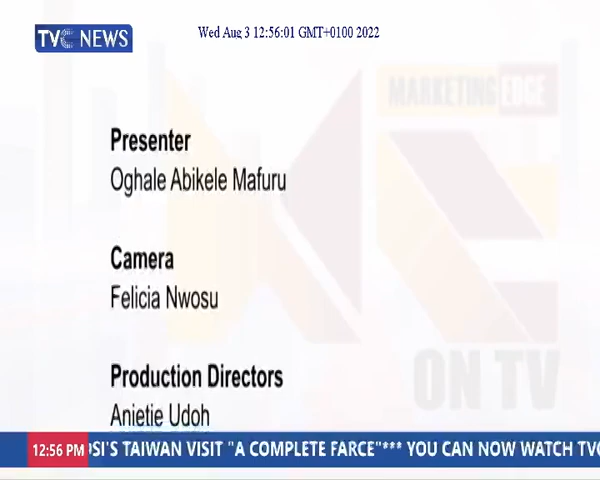 TVC NEWS
Wed Aug 3 12:56:01 GMT+0100 2022
MARKETING EDGE
Presenter
Oghale Abikele Mafuru
Camera
Felicia Nwosu
Production Directors
Anietie Udoh
ON TV
12:56 PM
SI'S TAIWAN VISIT "A COMPLETE FARCE"*** YOU CAN NOW WATCH TVC